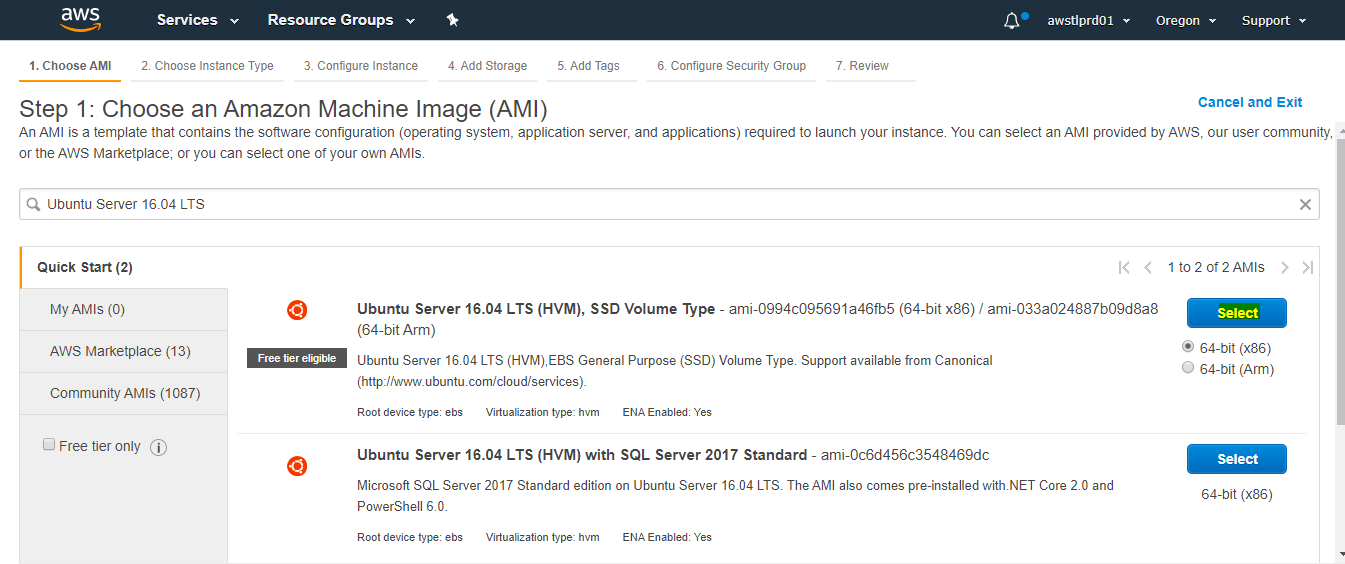 aws Services Resource Groups awstlprd01 Oregon Support
1. Choose AMI 2. Choose Instance Type 3. Configure Instance 4. Add Storage 5. Add Tags 6. Configure Security Group 7. Review
Step 1: Choose an Amazon Machine Image (AMI)
Cancel and Exit
An AMI is a template that contains the software configuration (operating system, application server, and applications) required to launch your instance. You can select an AMI provided by AWS, our user community,
or the AWS Marketplace; or you can select one of your own AMIs.
Ubuntu Server 16.04 LTS
Quick Start (2)
1 to 2 of 2 AMIs
My AMIs (0)
AWS Marketplace (13)
Community AMIs (1087)
Free tier only
Ubuntu Server 16.04 LTS (HVM), SSD Volume Type - ami-0994c095691a46fb5 (64-bit x86) / ami-033a024887b09d8a8
(64-bit Arm)
Free tier eligible
Ubuntu Server 16.04 LTS (HVM),EBS General Purpose (SSD) Volume Type. Support available from Canonical
(http://www.ubuntu.com/cloud/services).
Root device type: ebs Virtualization type: hvm ENA Enabled: Yes
Select
64-bit (x86)
64-bit (Arm)
Ubuntu Server 16.04 LTS (HVM) with SQL Server 2017 Standard - ami-0c6d456c3548469dc
Microsoft SQL Server 2017 Standard edition on Ubuntu Server 16.04 LTS. The AMI also comes pre-installed with.NET Core 2.0 and
PowerShell 6.0.
Root device type: ebs Virtualization type: hvm ENA Enabled: Yes
Select
64-bit (x86)